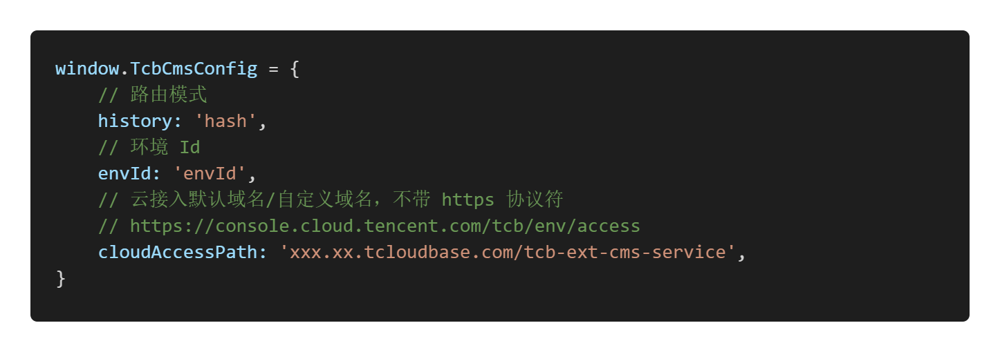 window.TcbCmsConfig = {
    // 路由模式
    history: 'hash',
    // 环境 Id
    envId: 'envId',
    // 云接入默认域名/自定义域名，不带 https 协议符
    // https://console.cloud.tencent.com/tcb/env/access
    cloudAccessPath: 'xxx.xx.tcloudbase.com/tcb-ext-cms-service',
}